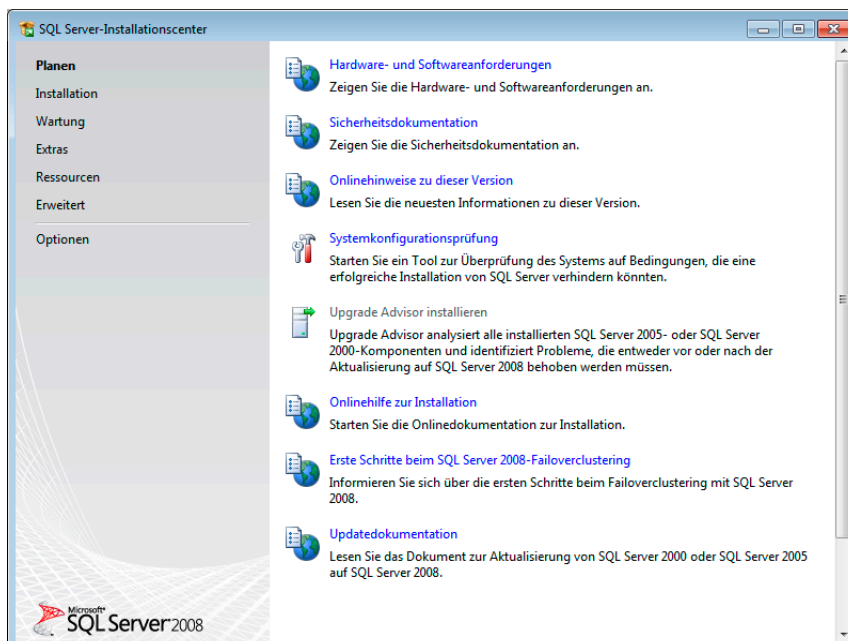 SQL Server-Installationscenter
Planen
Installation
Wartung
Extras
Ressourcen
Erweitert
Optionen
Hardware- und Softwareanforderungen
Zeigen Sie die Hardware- und Softwareanforderungen an.
Sicherheitsdokumentation
Zeigen Sie die Sicherheitsdokumentation an.
Onlinehinweise zu dieser Version
Lesen Sie die neuesten Informationen zu dieser Version.
Systemkonfigurationsprüfung
Starten Sie ein Tool zur Überprüfung des Systems auf Bedingungen, die eine
erfolgreiche Installation von SQL Server verhindern könnten.
Upgrade Advisor installieren
Upgrade Advisor analysiert alle installierten SQL Server 2005- oder SQL Server
2000-Komponenten und identifiziert Probleme, die entweder vor oder nach der
Aktualisierung auf SQL Server 2008 behoben werden müssen.
Onlinehilfe zur Installation
Starten Sie die Onlinedokumentation zur Installation.
Erste Schritte beim SQL Server 2008-Failoverclustering
Informieren Sie sich über die ersten Schritte beim Failoverclustering mit SQL Server
2008.
Updatedokumentation
Lesen Sie das Dokument zur Aktualisierung von SQL Server 2000 oder SQL Server 2005
auf SQL Server 2008.
Microsoft®
SQL Server 2008